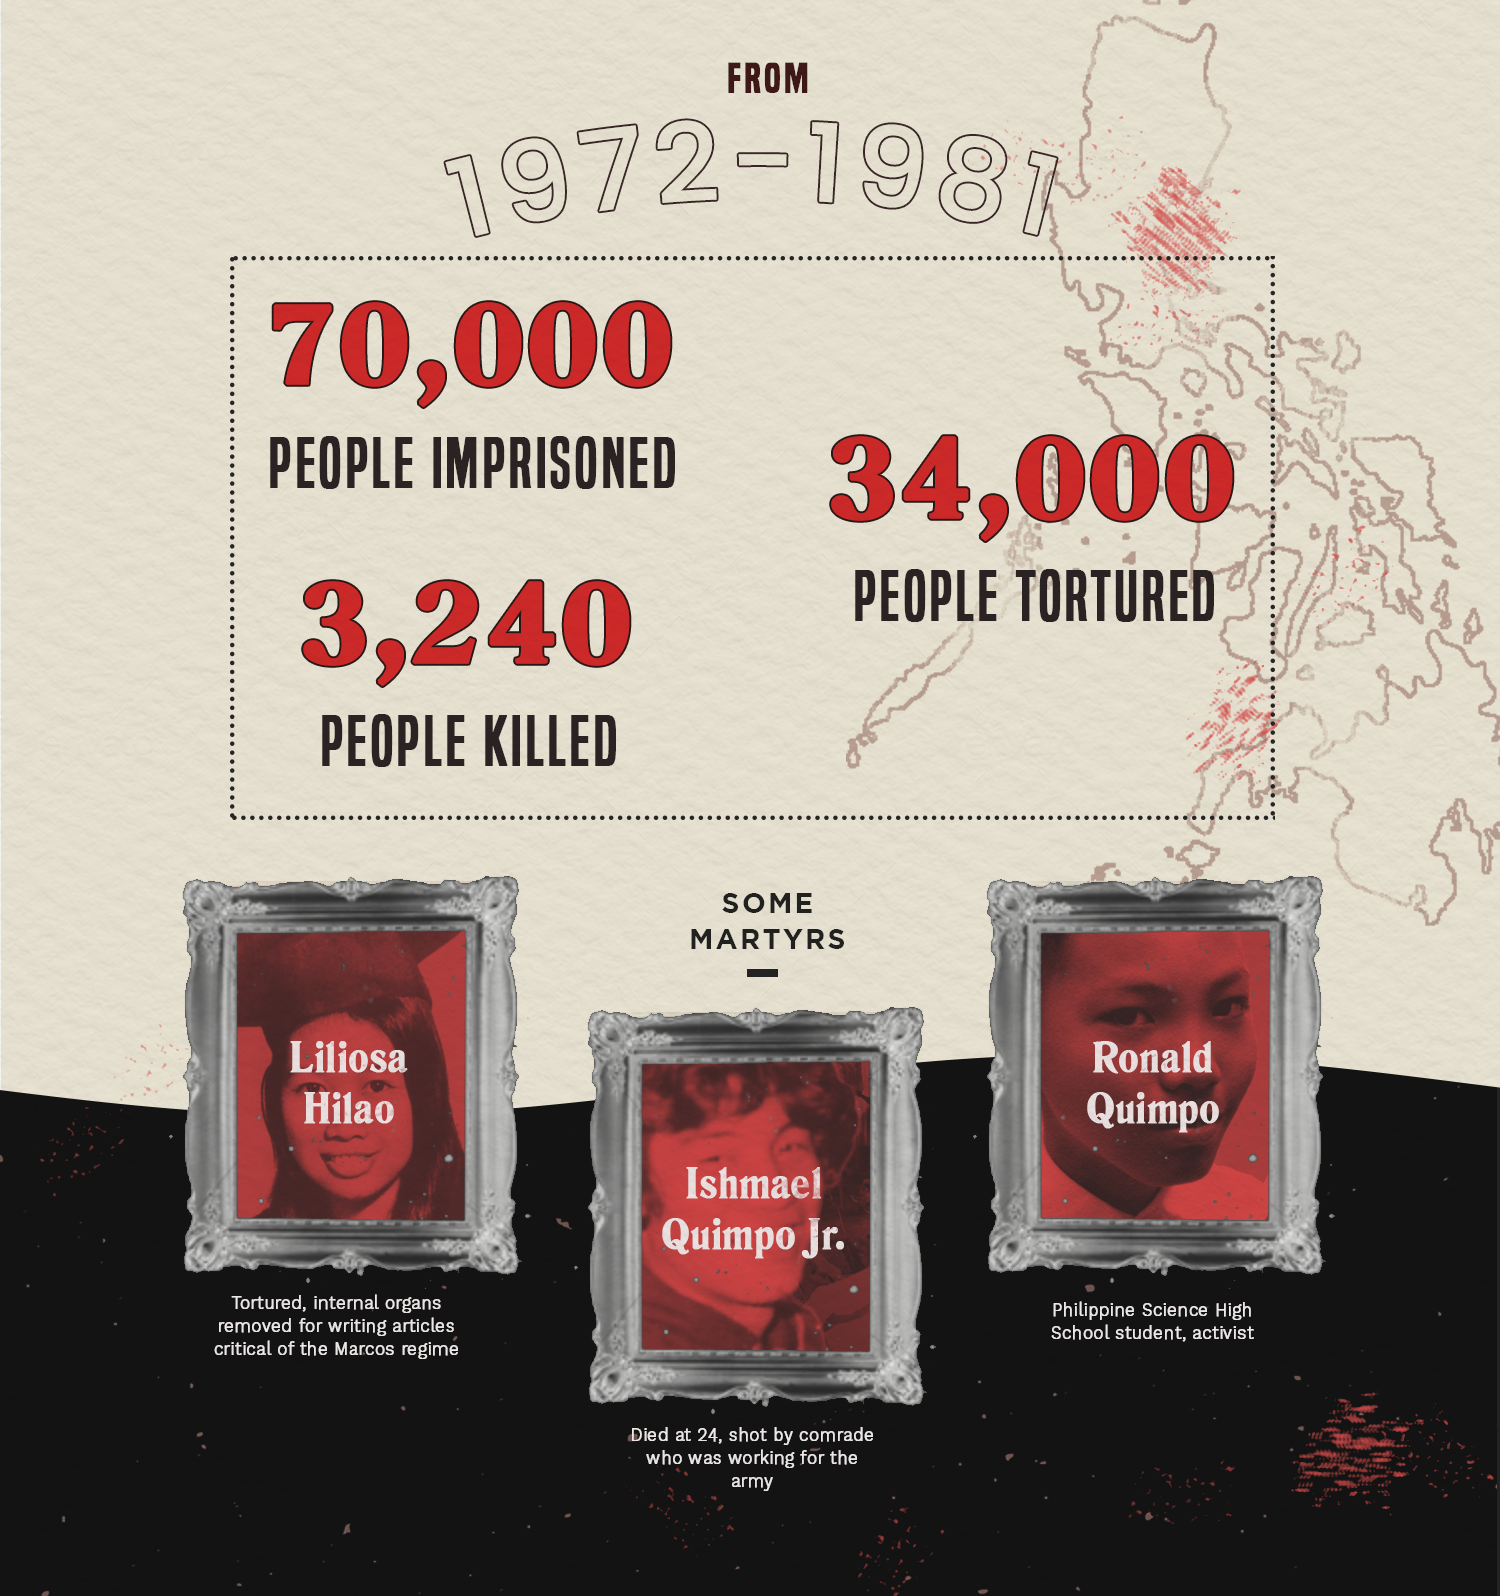 FROM
1972-1981
70,000
PEOPLE IMPRISONED
34,000
PEOPLE TORTURED
3,240
PEOPLE KILLED
SOME
MARTYRS
Liliosa
Hilao
Tortured, internal organs
removed for writing articles
critical of the Marcos regime
Ishmael
Quimpo Jr.
Died at 24, shot by comrade
who was working for the
army
Ronald
Quimpo
Philippine Science High
School student, activist